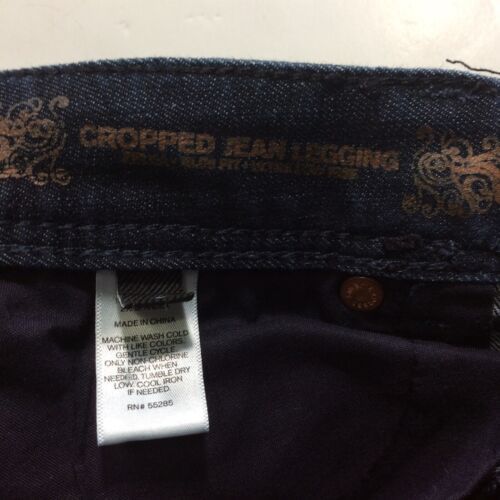 CROPPED JEAN LEGGING
MADE IN CHINA
MACHINE WASH COLD
WITH LIKE COLORS.
GENTLE CYCLE.
ONLY NON-CHLORINE
BLEACH WHEN
NEEDED. TUMBLE DRY
LOW. COOL IRON
IF NEEDED.
RN# 55285